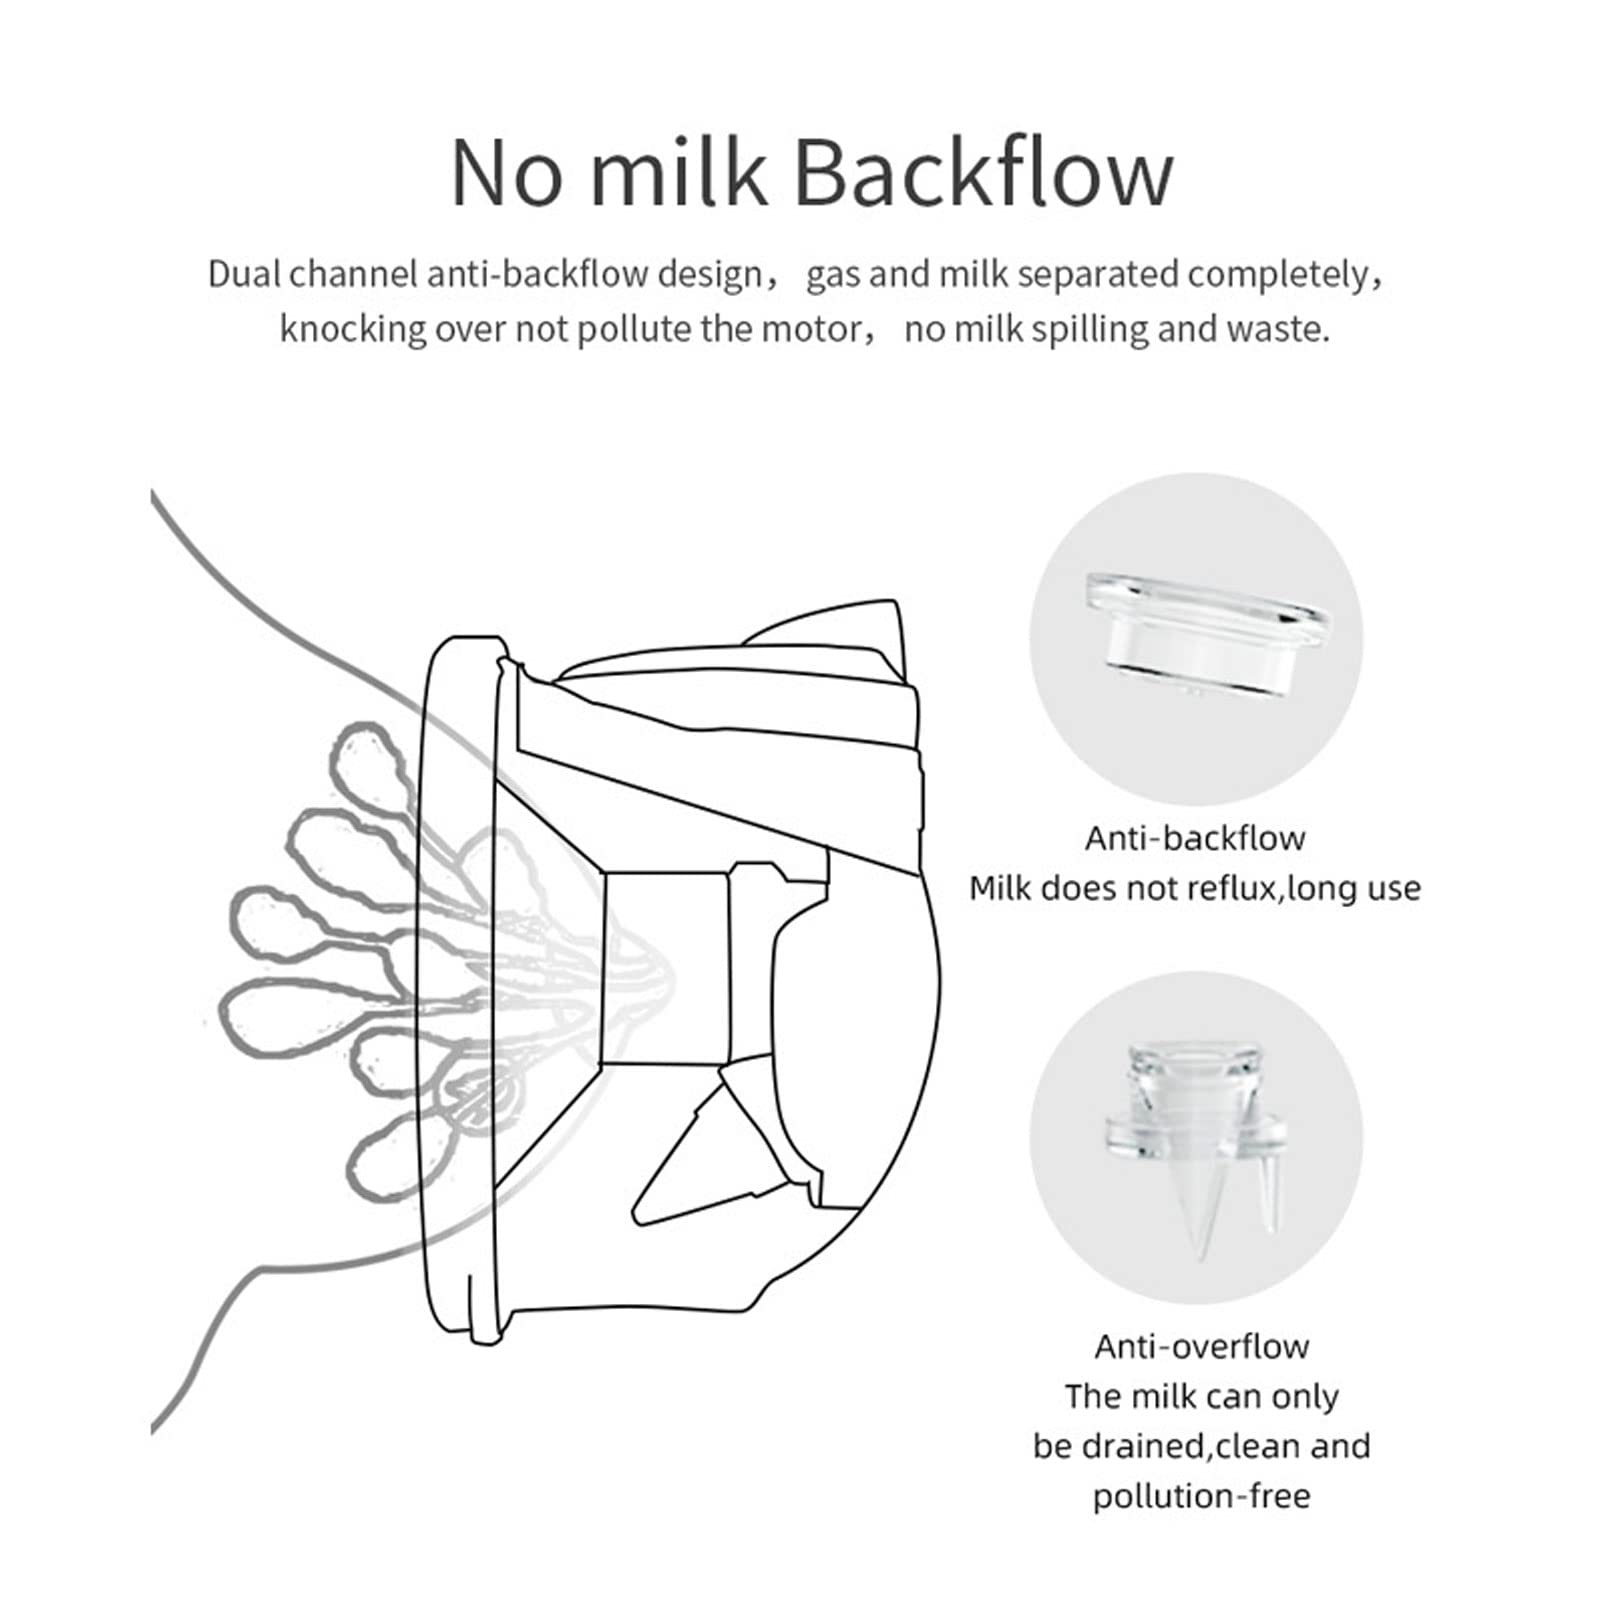 No milk Backflow
Dual channel anti-backflow design， gas and milk separated completely，
knocking over not pollute the motor， no milk spilling and waste.
Anti-backflow
Milk does not reflux,long use
Anti-overflow
The milk can only
be drained,clean and
pollution-free